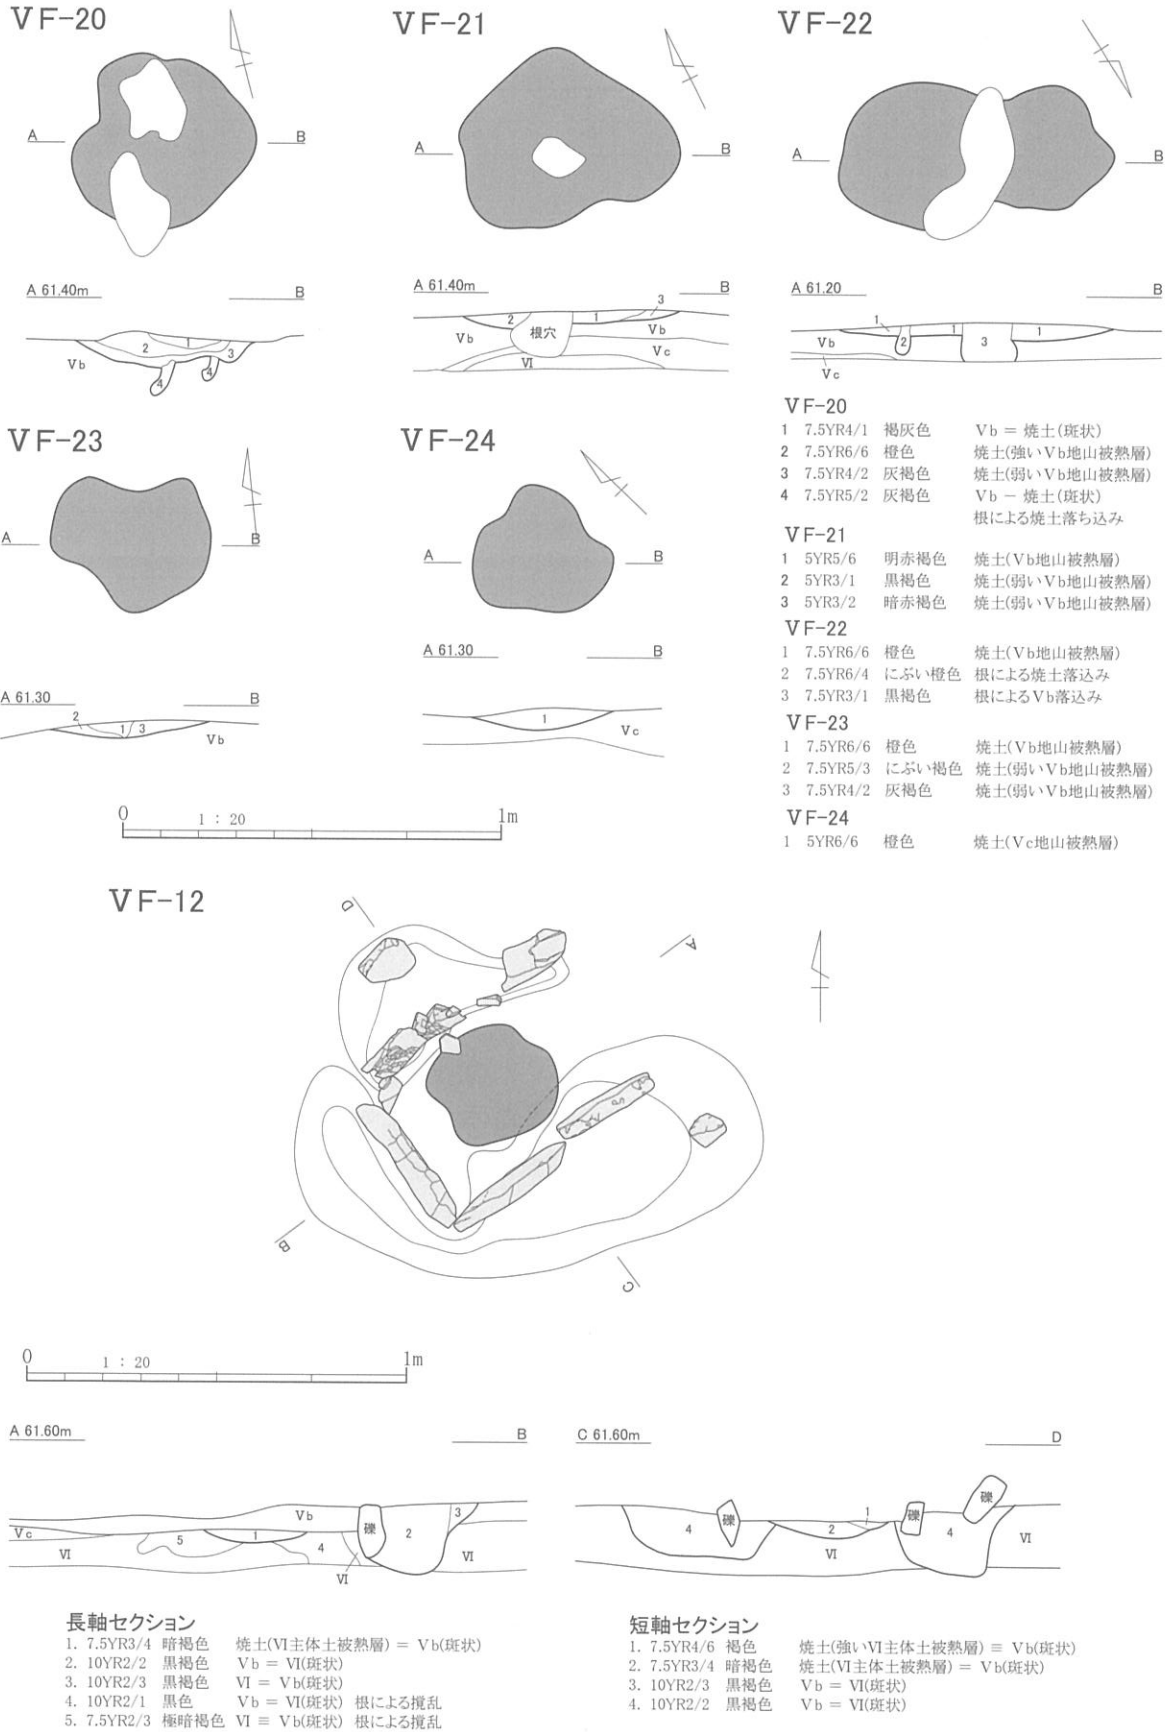 VF-20
VF-21
VF-22
A B
A B
A B
A 61.40m B
A 61.40m B
A 61.20 B
Vb 1 2 3 4 4
Vb 2 根穴 1 3 Vb Vc VI
1 Vb 2 1 3 1 Vc
VF-23
VF-24
A B
A B
A 61.30 B
A 61.30 B
2 1 3 Vb
1 Vc
0 1 : 20 1m
VF-20
1 7.5YR4/1 褐灰色 Vb = 焼土(斑状)
2 7.5YR6/6 橙色 焼土(強いVb地山被熱層)
3 7.5YR4/2 灰褐色 焼土(弱いVb地山被熱層)
4 7.5YR5/2 灰褐色 Vb - 焼土(斑状)
根による焼土落ち込み
VF-21
1 5YR5/6 明赤褐色 焼土(Vb地山被熱層)
2 5YR3/1 黒褐色 焼土(弱いVb地山被熱層)
3 5YR3/2 暗赤褐色 焼土(弱いVb地山被熱層)
VF-22
1 7.5YR6/6 橙色 焼土(Vb地山被熱層)
2 7.5YR6/4 にぶい橙色 根による焼土落込み
3 7.5YR3/1 黒褐色 根によるVb落込み
VF-23
1 7.5YR6/6 橙色 焼土(Vb地山被熱層)
2 7.5YR5/3 にぶい褐色 焼土(弱いVb地山被熱層)
3 7.5YR4/2 灰褐色 焼土(弱いVb地山被熱層)
VF-24
1 5YR6/6 橙色 焼土(Vc地山被熱層)
VF-12
D
A
B
C
0 1 : 20 1m
A 61.60m B
C 61.60m D
Vb Vc VI 5 1 4 VI 礫 2 3 VI
4 礫 1 2 VI 礫 礫 4 VI
長軸セクション
1. 7.5YR3/4 暗褐色 焼土(VI主体土被熱層) = Vb(斑状)
2. 10YR2/2 黒褐色 Vb = VI(斑状)
3. 10YR2/3 黒褐色 VI = Vb(斑状)
4. 10YR2/1 黒色 Vb = VI(斑状) 根による撹乱
5. 7.5YR2/3 極暗褐色 VI ≡ Vb(斑状) 根による撹乱
短軸セクション
1. 7.5YR4/6 褐色 焼土(強いVI主体土被熱層) ≡ Vb(斑状)
2. 7.5YR3/4 暗褐色 焼土(VI主体土被熱層) = Vb(斑状)
3. 10YR2/3 黒褐色 Vb = VI(斑状)
4. 10YR2/2 黒褐色 Vb = VI(斑状)